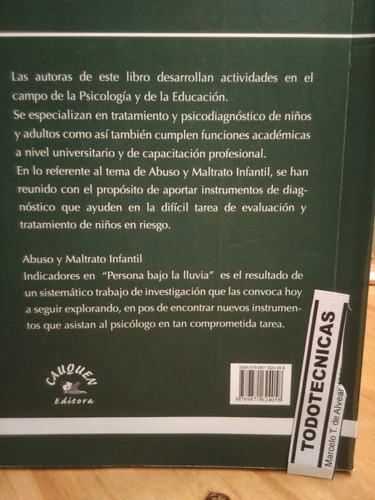 Las autoras de este libro desarrollan actividades en el
campo de la Psicología y de la Educación.
Se especializan en tratamiento y psicodiagnóstico de niños
y adultos como así también cumplen funciones académicas
a nivel universitario y de capacitación profesional.
En lo referente al tema de Abuso y Maltrato Infantil, se han
reunido con el propósito de aportar instrumentos de diag-
nóstico que ayuden en la difícil tarea de evaluación y
tratamiento de niños en riesgo.
Abuso y Maltrato Infantil
Indicadores en "Persona bajo la lluvia" es el resultado de
un sistemático trabajo de investigación que las convoca hoy
a seguir explorando, en pos de encontrar nuevos instrumen-
tos que asistan al psicólogo en tan comprometida tarea.
CAUQUEN
Editora
TODOTECNICAS
Marcelo T. de Alvear